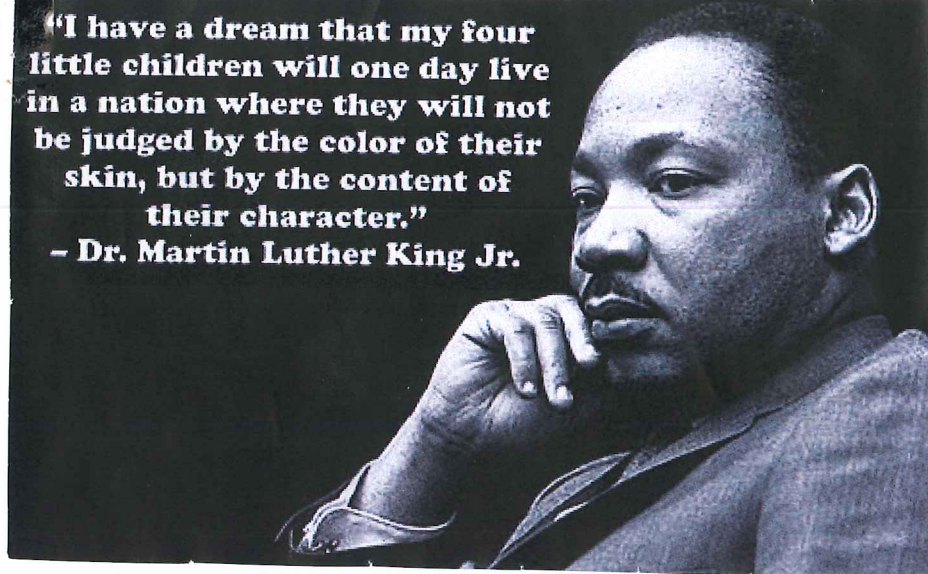 “I have a dream that my four
little children will one day live
in a nation where they will not
be judged by the color of their
skin, but by the content of
their character.”
– Dr. Martin Luther King Jr.